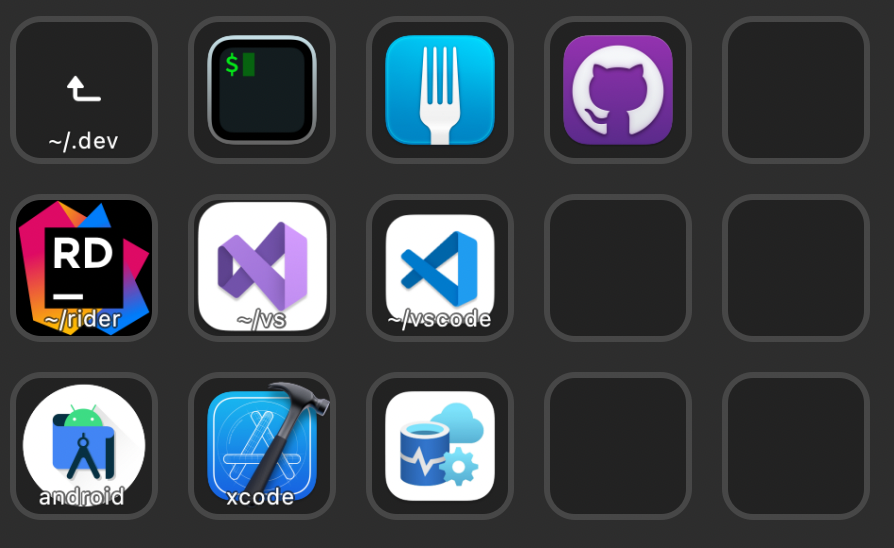 $
~/.dev
RD
~/rider
~/vs
~/vscode
android
xcode